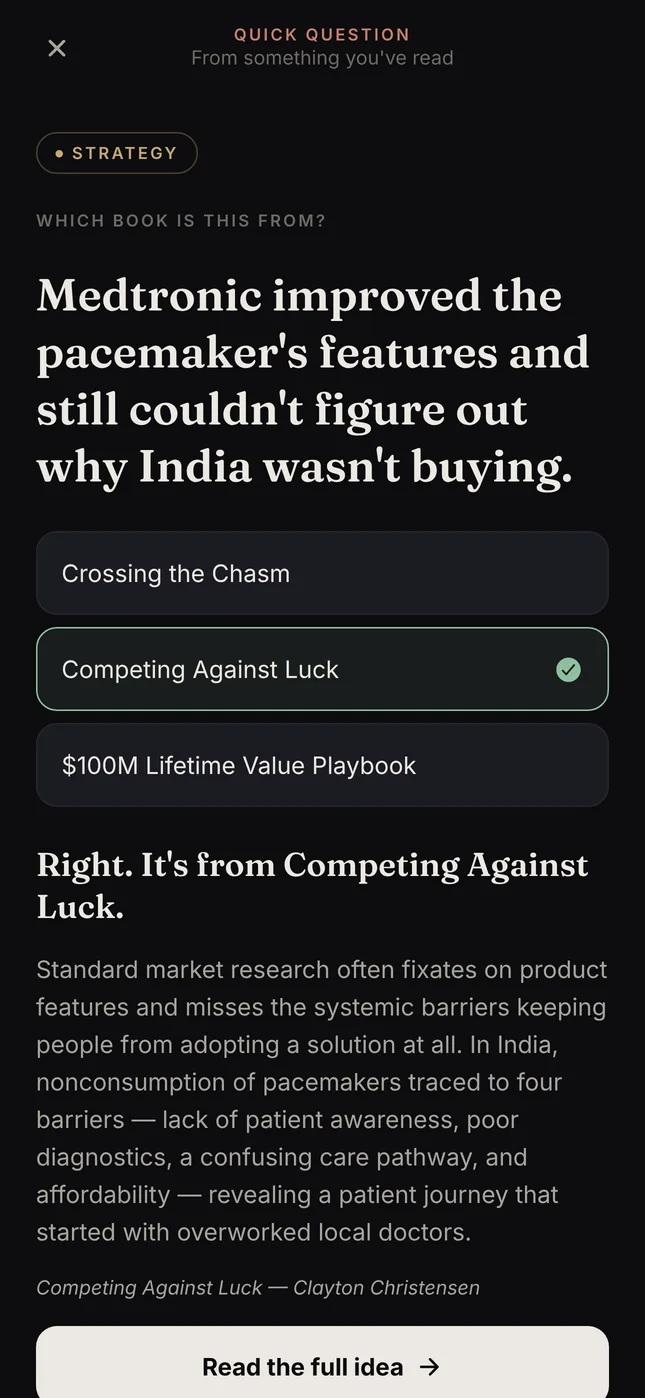 QUICK QUESTION
From something you've read
STRATEGY
WHICH BOOK IS THIS FROM?
Medtronic improved the
pacemaker's features and
still couldn't figure out
why India wasn't buying.
Crossing the Chasm
Competing Against Luck
$100M Lifetime Value Playbook
Right. It's from Competing Against
Luck.
Standard market research often fixates on product
features and misses the systemic barriers keeping
people from adopting a solution at all. In India,
nonconsumption of pacemakers traced to four
barriers — lack of patient awareness, poor
diagnostics, a confusing care pathway, and
affordability — revealing a patient journey that
started with overworked local doctors.
Competing Against Luck — Clayton Christensen
Read the full idea →